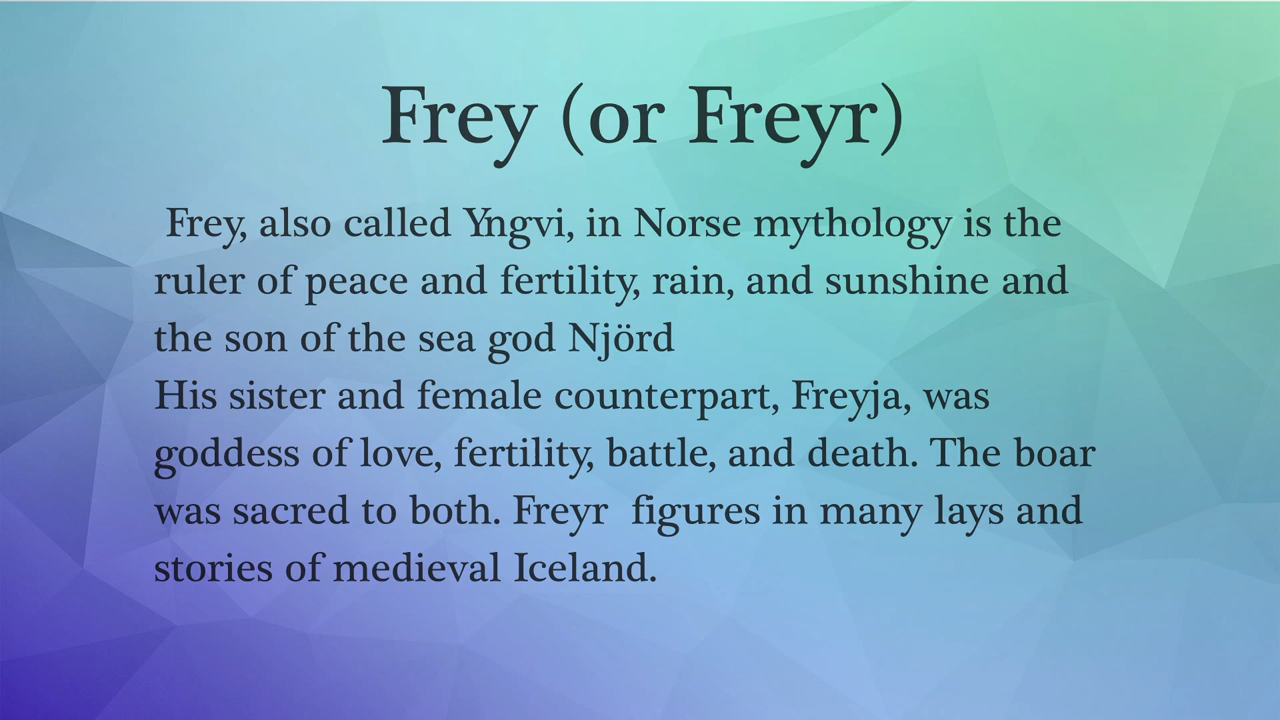 Frey (or Freyr)
Frey, also called Yngvi, in Norse mythology is the
ruler of peace and fertility, rain, and sunshine and
the son of the sea god Njörd
His sister and female counterpart, Freyja, was
goddess of love, fertility, battle, and death. The boar
was sacred to both. Freyr  figures in many lays and
stories of medieval Iceland.